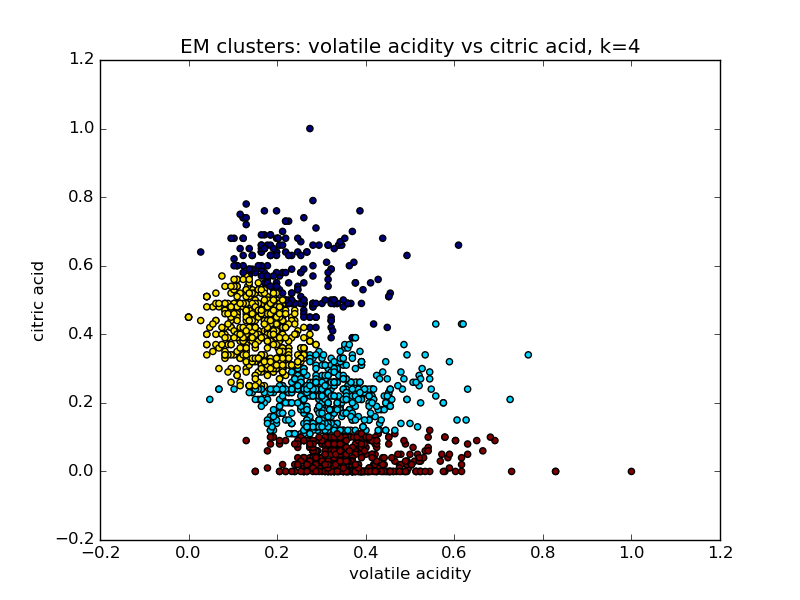 EM clusters: volatile acidity vs citric acid, k=4
1.2
1.0
0.8
0.6
0.4
0.2
0.0
−0.2
citric acid
−0.2 0.0 0.2 0.4 0.6 0.8 1.0 1.2
volatile acidity